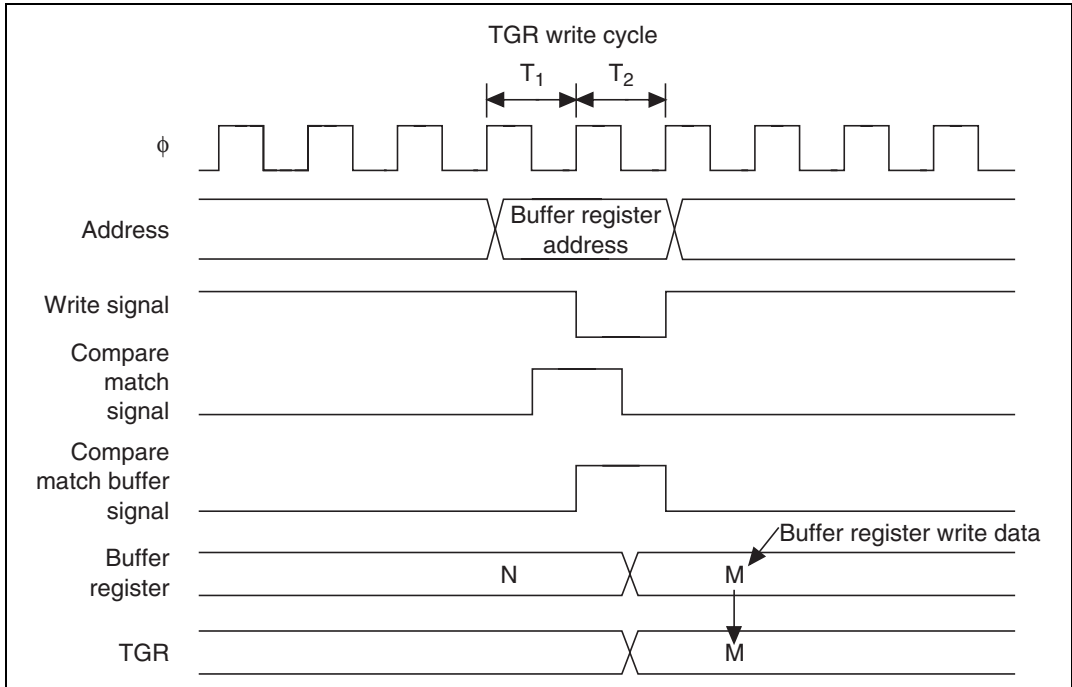 TGR write cycle
T1 T2
ϕ
Address
Buffer register
address
Write signal
Compare
match
signal
Compare
match buffer
signal
Buffer register write data
Buffer
register
N M
TGR
M